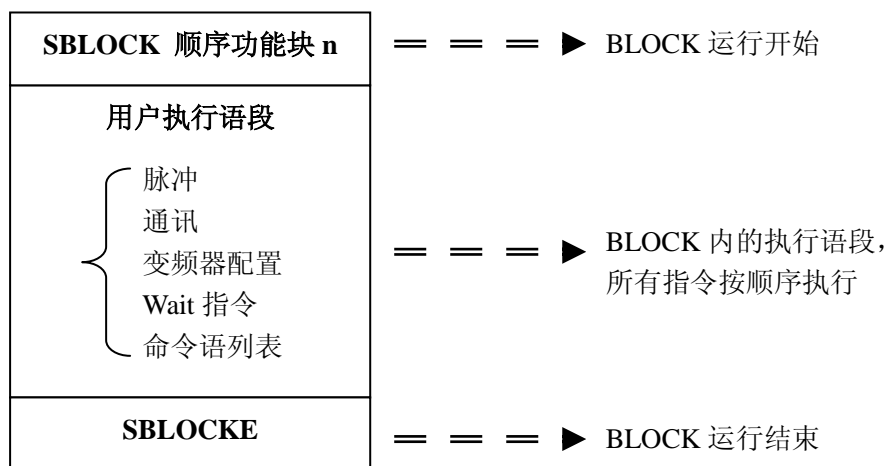 SBLOCK 顺序功能块 n
BLOCK 运行开始
用户执行语段
脉冲
通讯
变频器配置
Wait 指令
命令语列表
BLOCK 内的执行语段，
所有指令按顺序执行
SBLOCKE
BLOCK 运行结束